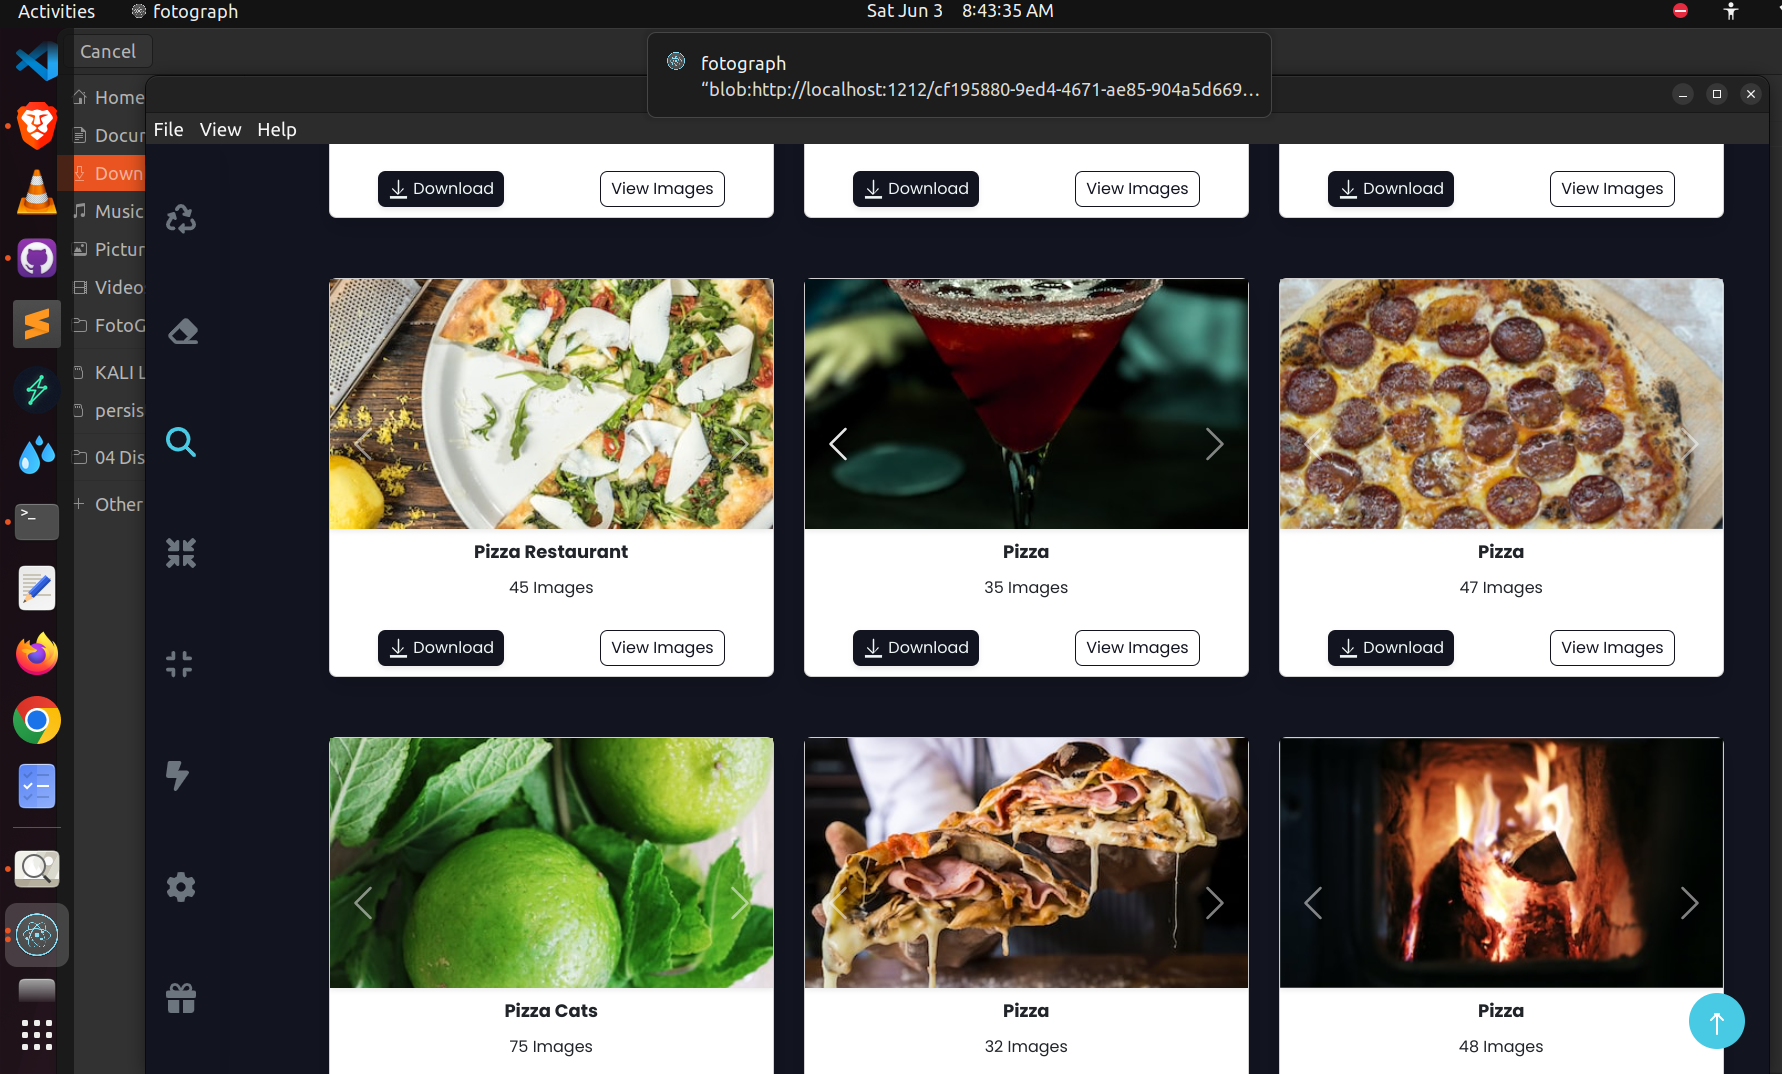 Activities
fotograph
Sat Jun 3 8:43:35 AM
Cancel
fotograph
“blob:http://localhost:1212/cf195880-9ed4-4671-ae85-904a5d669...
Home
Docur
Down
Music
Pictur
Video
FotoG
KALI L
persis
04 Dis
Other
File View Help
Download View Images
Download View Images
Download View Images
Pizza Restaurant
45 Images
Download View Images
Pizza
35 Images
Download View Images
Pizza
47 Images
Download View Images
Pizza Cats
75 Images
Pizza
32 Images
Pizza
48 Images